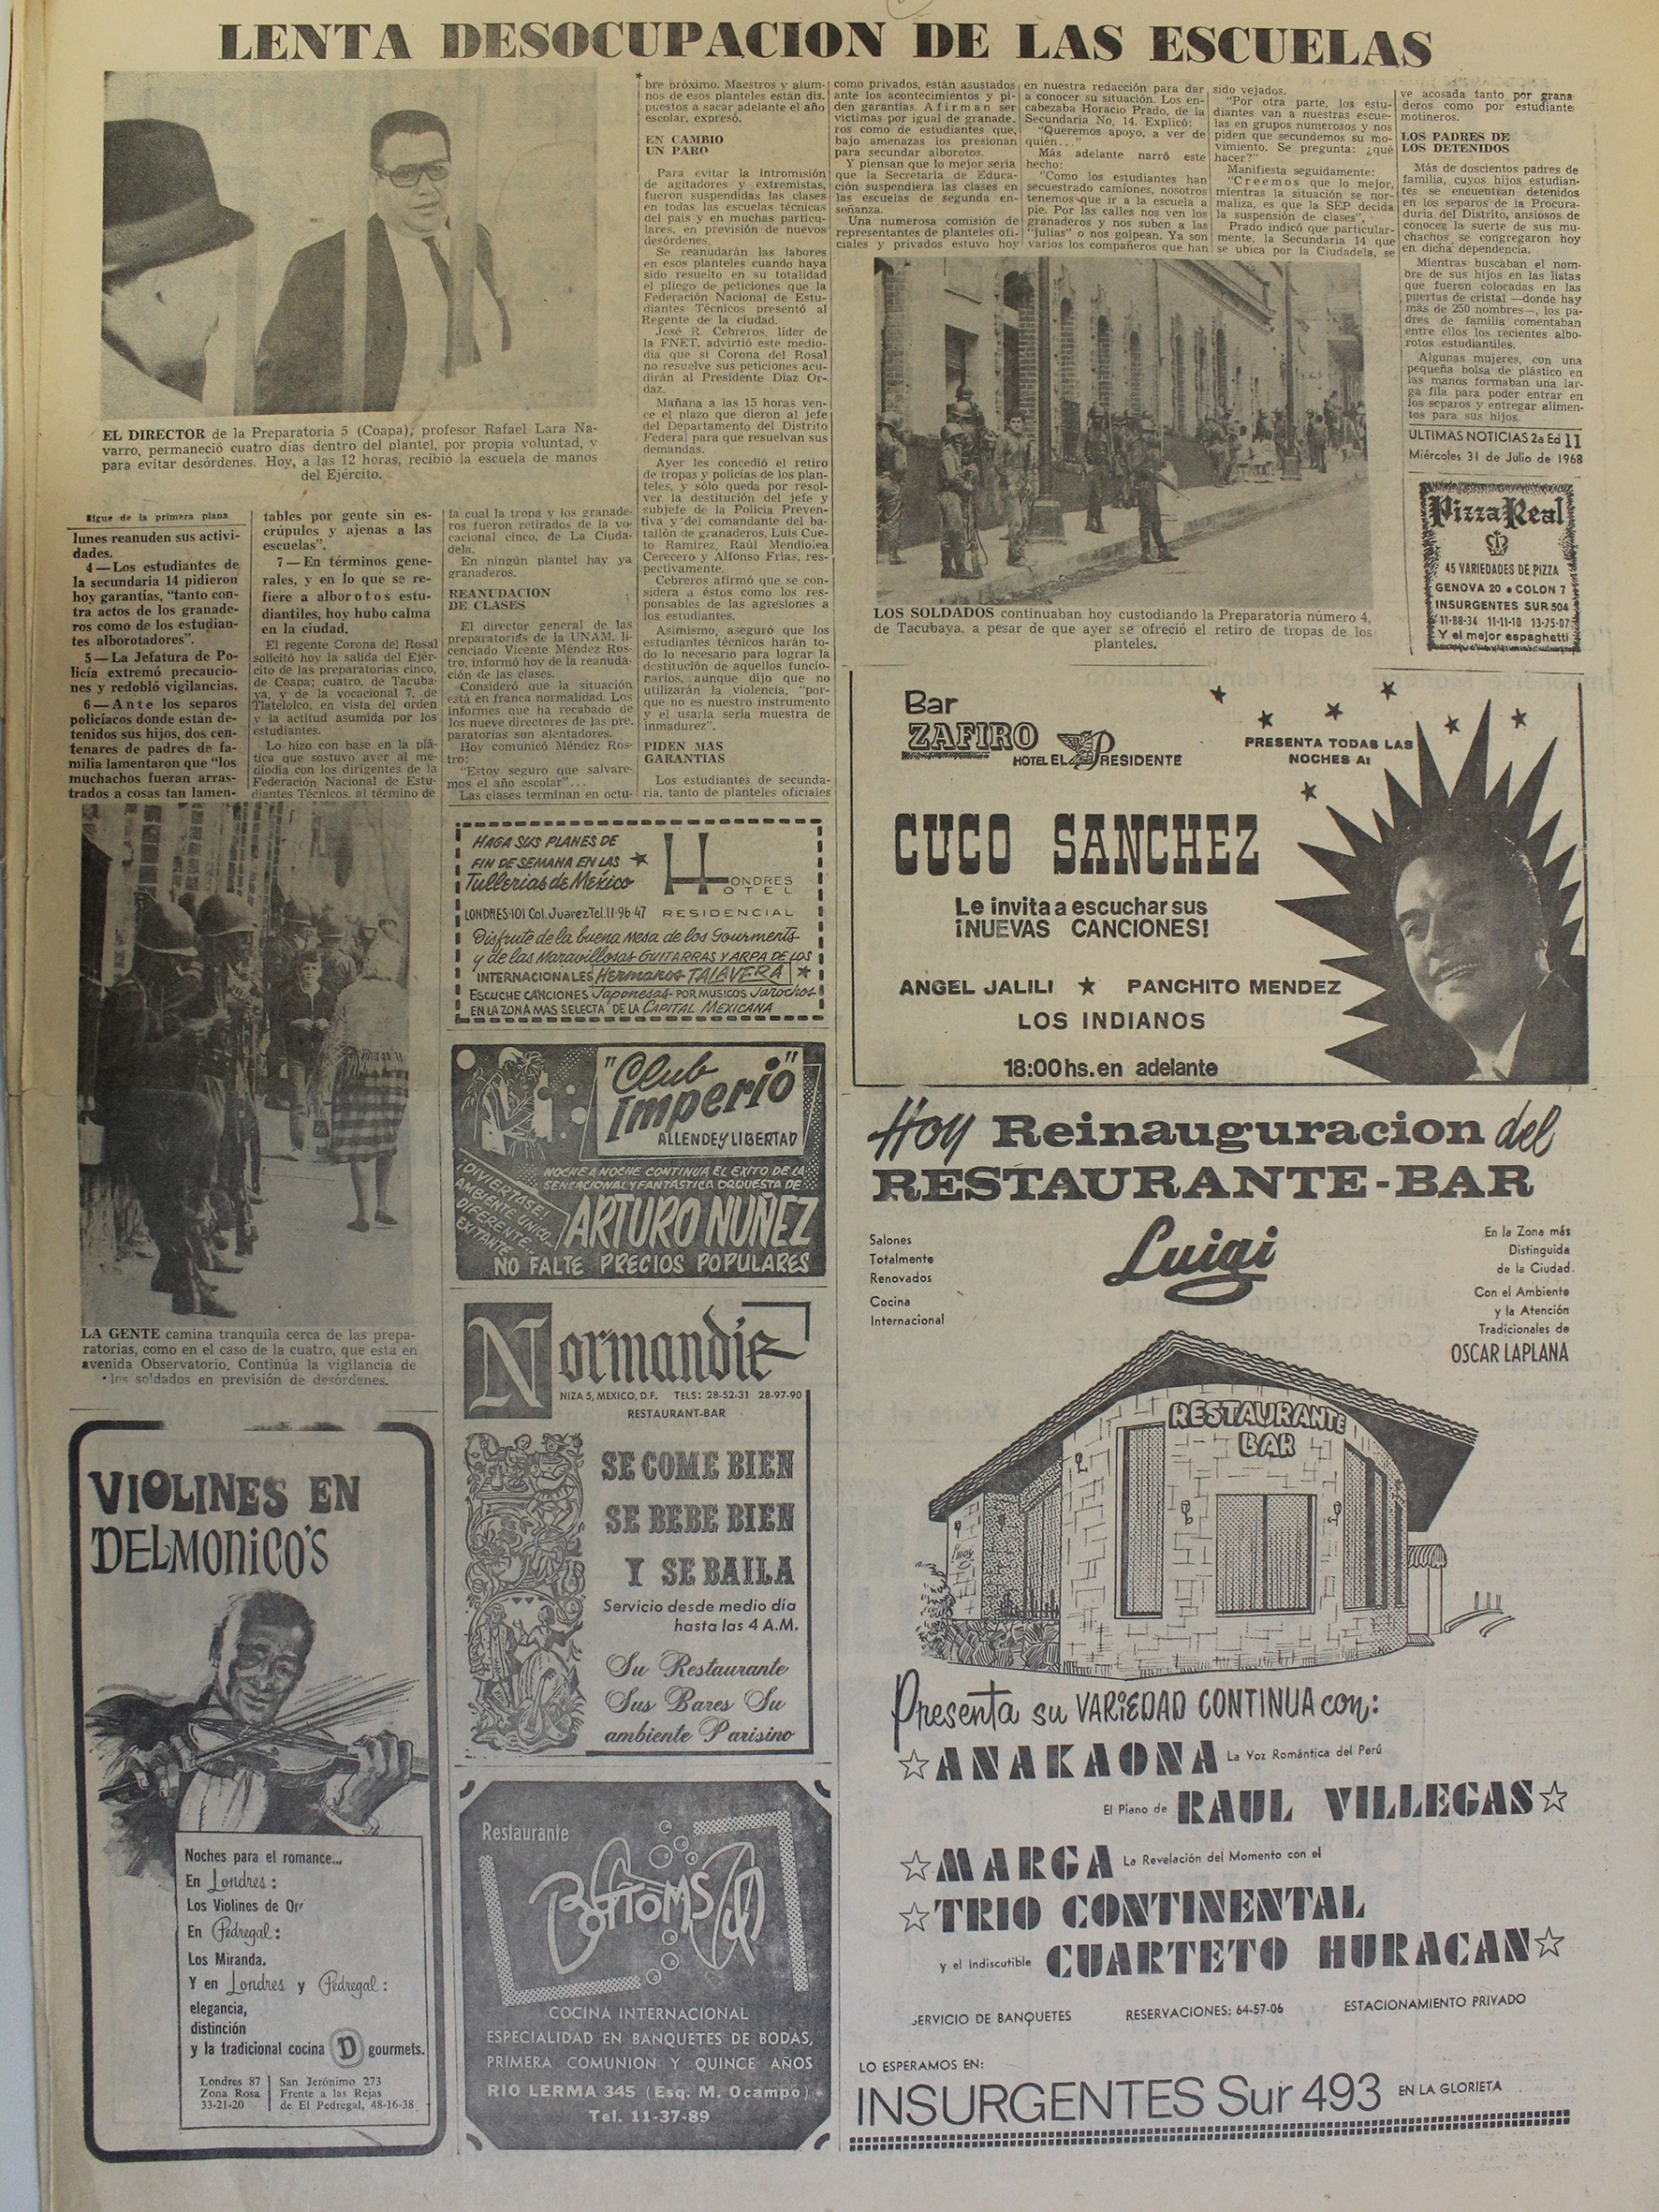 LENTA DESOCUPACION DE LAS ESCUELAS
EL DIRECTOR de la Preparatoria 5 (Coapa), profesor Rafael Lara Na-
varro, permaneció cuatro días dentro del plantel, por propia voluntad, y
para evitar desórdenes. Hoy, a las 12 horas, recibió la escuela de manos
del Ejército.
Sigue de la primera plana
lunes reanuden sus activi-
dades.
4—Los estudiantes de
la secundaria 14 pidieron
hoy garantías, "tanto con-
tra actos de los granade-
ros como de los estudian-
tes alborotadores".
5—La Jefatura de Po-
licía extremó precaucio-
nes y redobló vigilancias.
6—Ante los separos
policíacos donde están de-
tenidos sus hijos, dos cen-
tenares de padres de fa-
milia lamentaron que "los
muchachos fueran arras-
trados a cosas tan lamen-
tables por gente sin es-
crúpulos y ajenas a las
escuelas".
7—En términos gene-
rales, y en lo que se re-
fiere a alborotos estu-
diantiles, hoy hubo calma
en la ciudad.
El regente Corona del Rosal
solicitó hoy la salida del Ejér-
cito de las preparatorias cinco,
de Coapa; cuatro, de Tacuba-
ya, y de la vocacional 7, de
Tlatelolco, en vista del orden
y la actitud asumida por los
estudiantes.
Lo hizo con base en la plá-
tica que sostuvo ayer al me-
diodía con los dirigentes de la
Federación Nacional de Estu-
diantes Técnicos, al término de
la cual la tropa y los granade-
ros fueron retirados de la vo-
cacional cinco, de La Ciuda-
dela.
En ningún plantel hay ya
granaderos.
REANUDACION
DE CLASES
El director general de las
preparatorias de la UNAM, li-
cenciado Vicente Méndez Ros-
tro, informó hoy de la reanuda-
ción de las clases.
Consideró que la situación
está en franca normalidad. Los
informes que ha recabado de
los nueve directores de las pre-
paratorias son alentadores.
Hoy comunicó Méndez Ros-
tro:
"Estoy seguro que salvare-
mos el año escolar"...
Las clases terminan en octu-
bre próximo. Maestros y alum-
nos de esos planteles están dis-
puestos a sacar adelante el año
escolar, expresó.
EN CAMBIO
UN PARO
Para evitar la intromisión
de agitadores y extremistas,
fueron suspendidas las clases
en todas las escuelas técnicas
del país y en muchas particu-
lares, en previsión de nuevos
desórdenes.
Se reanudarán las labores
en esos planteles cuando haya
sido resuelto en su totalidad
el pliego de peticiones que la
Federación Nacional de Estu-
diantes Técnicos presentó al
Regente de la ciudad.
José R. Cebreros, líder de
la FNET, advirtió este medio-
día que si Corona del Rosal
no resuelve sus peticiones acu-
dirán al Presidente Díaz Or-
daz.
Mañana a las 15 horas ven-
ce el plazo que dieron al jefe
del Departamento del Distrito
Federal para que resuelvan sus
demandas.
Ayer les concedió el retiro
de tropas y policías de los plan-
teles, y sólo queda por resol-
ver la destitución del jefe y
subjefe de la Policía Preven-
tiva y del comandante del ba-
tallón de granaderos, Luis Cue-
to Ramírez, Raúl Mendiolea
Cerecero y Alfonso Frías, res-
pectivamente.
Cebreros afirmó que se con-
sidera a éstos como los res-
ponsables de las agresiones a
los estudiantes.
Asimismo, aseguró que los
estudiantes técnicos harán to-
do lo necesario para lograr la
destitución de aquellos funcio-
narios, aunque dijo que no
utilizarán la violencia, "por-
que no es nuestro instrumento
y el usarla sería muestra de
inmadurez".
PIDEN MAS
GARANTIAS
Los estudiantes de secunda-
ria, tanto de planteles oficiales
como privados, están asustados
ante los acontecimientos y pi-
den garantías. Afirman ser
víctimas por igual de granade-
ros como de estudiantes que,
bajo amenazas los presionan
para secundar alborotos.
Y piensan que lo mejor sería
que la Secretaría de Educa-
ción suspendiera las clases en
las escuelas de segunda en-
señanza.
Una numerosa comisión de
representantes de planteles ofi-
ciales y privados estuvo hoy
en nuestra redacción para dar
a conocer su situación. Los en-
cabezaba Horacio Prado, de la
Secundaria No. 14. Explicó:
"Queremos apoyo, a ver de
quién..."
Más adelante narró este
hecho:
"Como los estudiantes han
secuestrado camiones, nosotros
tenemos que ir a la escuela a
pie. Por las calles nos ven los
granaderos y nos suben a las
"julias" o nos golpean. Ya son
varios los compañeros que han
sido vejados.
"Por otra parte, los estu-
diantes van a nuestras escue-
las en grupos numerosos y nos
piden que secundemos su mo-
vimiento. Se pregunta: ¿qué
hacer?"
Manifiesta seguidamente:
"Creemos que lo mejor,
mientras la situación se nor-
maliza, es que la SEP decida
la suspensión de clases".
Prado indicó que particular-
mente, la Secundaria 14 que
se ubica por la Ciudadela, se
ve acosada tanto por grana
deros como por estudiante
motineros.
LOS PADRES DE
LOS DETENIDOS
Más de doscientos padres de
familia, cuyos hijos estudian-
tes se encuentran detenidos
en los separos de la Procura-
duría del Distrito, ansiosos de
conocer la suerte de sus mu-
chachos se congregaron hoy
en dicha dependencia.
Mientras buscaban el nom-
bre de sus hijos en las listas
que fueron colocadas en las
puertas de cristal —donde hay
más de 250 nombres—, los pa-
dres de familia comentaban
entre ellos los recientes albo-
rotos estudiantiles.
Algunas mujeres, con una
pequeña bolsa de plástico en
las manos formaban una lar-
ga fila para poder entrar en
los separos y entregar alimen-
tos para sus hijos.
ULTIMAS NOTICIAS 2a Ed 11
Miércoles 31 de Julio de 1968
LOS SOLDADOS continuaban hoy custodiando la Preparatoria número 4,
de Tacubaya, a pesar de que ayer se ofreció el retiro de tropas de los
planteles.
Pizza Real
45 VARIEDADES DE PIZZA
GENOVA 20 • COLON 7
INSURGENTES SUR 504
11-88-34 11-11-10 13-75-07
Y el mejor espaghetti
LA GENTE camina tranquila cerca de las prepa-
ratorias, como en el caso de la cuatro, que está en
avenida Observatorio. Continúa la vigilancia de
los soldados en previsión de desórdenes.
HAGA SUS PLANES DE
FIN DE SEMANA EN LAS
Tullerias de México
HONDRES
OTEL
LONDRES-101 Col. Juarez Tel. 11-96-47 RESIDENCIAL
Disfrute de la buena mesa de los Gourmets
y de las Maravillosas GUITARRAS Y ARPA DE LOS
INTERNACIONALES Hermanos TALAVERA
ESCUCHE CANCIONES Japonesas POR MUSICOS Jarochos
EN LA ZONA MAS SELECTA DE LA CAPITAL MEXICANA
"Club
Imperio"
ALLENDE Y LIBERTAD
NOCHE A NOCHE CONTINUA EL EXITO DE LA
SENSACIONAL Y FANTASTICA ORQUESTA DE
¡DIVIERTASE!
AMBIENTE UNICO,
DIFERENTE..
EXITANTE..
ARTURO NUÑEZ
NO FALTE PRECIOS POPULARES
Normandie
NIZA 5, MEXICO, D.F. TELS: 28-52-31 28-97-90
RESTAURANT-BAR
SE COME BIEN
SE BEBE BIEN
Y SE BAILA
Servicio desde medio día
hasta las 4 A.M.
Su Restaurante
Sus Bares Su
ambiente Parisino
Restaurante
Bottoms
COCINA INTERNACIONAL
ESPECIALIDAD EN BANQUETES DE BODAS,
PRIMERA COMUNION Y QUINCE AÑOS
RIO LERMA 345 (Esq. M. Ocampo)
Tel. 11-37-89
VIOLINES EN
DELMONICO'S
Noches para el romance...
En Londres:
Los Violines de Or
En Pedregal:
Los Miranda.
Y en Londres y Pedregal:
elegancia,
distinción
y la tradicional cocina D gourmets.
Londres 87
Zona Rosa
33-21-20
San Jerónimo 273
Frente a las Rejas
de El Pedregal, 48-16-38
Bar
ZAFIRO
HOTEL EL PRESIDENTE
PRESENTA TODAS LAS
NOCHES A:
CUCO SANCHEZ
Le invita a escuchar sus
¡NUEVAS CANCIONES!
ANGEL JALILI ★ PANCHITO MENDEZ
LOS INDIANOS
18:00 hs. en adelante
Hoy Reinauguracion del
RESTAURANTE-BAR
Luigi
Salones
Totalmente
Renovados
Cocina
Internacional
En la Zona más
Distinguida
de la Ciudad.
Con el Ambiente
y la Atención
Tradicionales de
OSCAR LAPLANA
RESTAURANTE
BAR
Presenta su VARIEDAD CONTINUA con:
☆ANAKAONA La Voz Romántica del Perú
El Piano de RAUL VILLEGAS☆
☆MARGA La Revelación del Momento con el
☆TRIO CONTINENTAL
y el Indiscutible CUARTETO HURACAN☆
SERVICIO DE BANQUETES RESERVACIONES: 64-57-06 ESTACIONAMIENTO PRIVADO
LO ESPERAMOS EN:
INSURGENTES Sur 493 EN LA GLORIETA